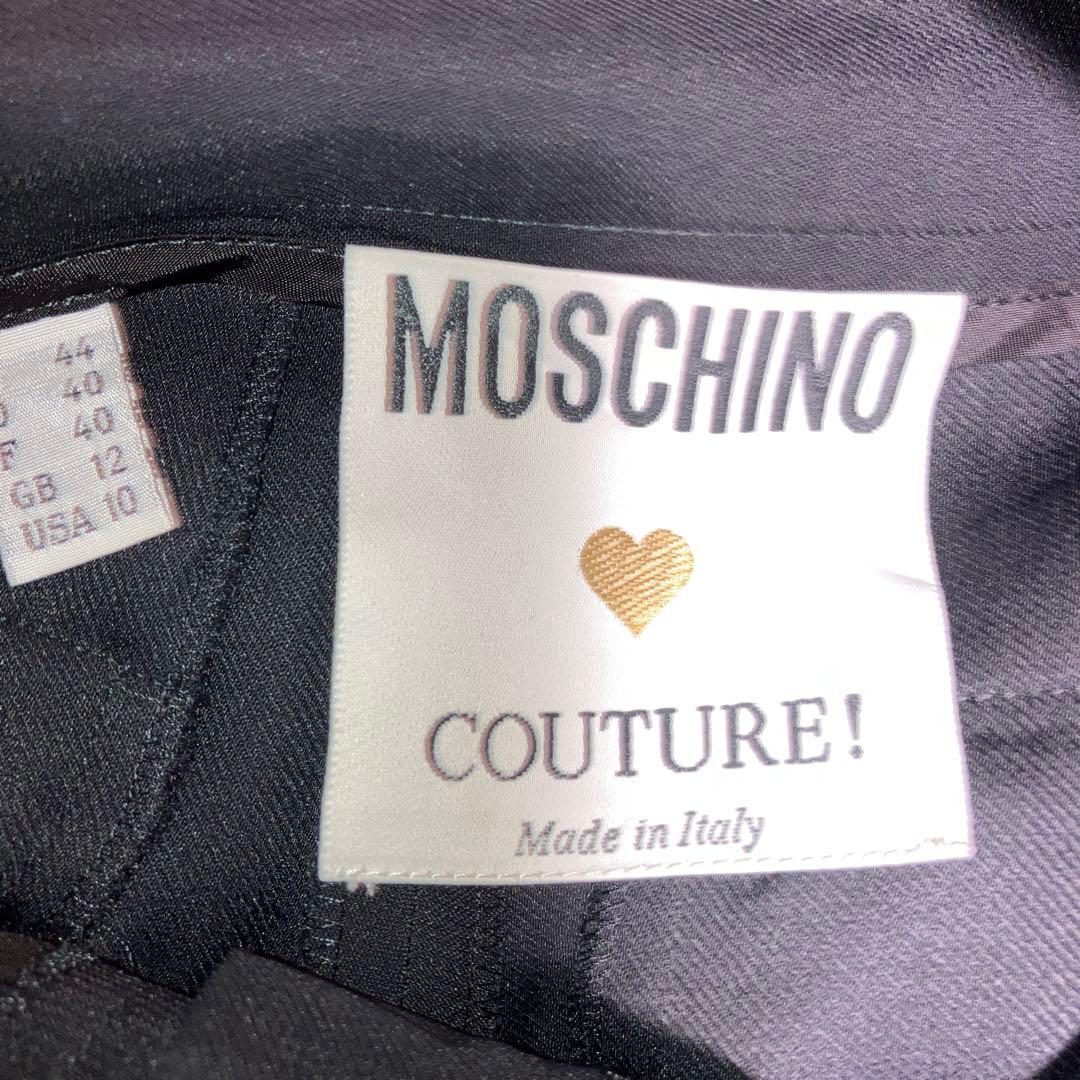 44
40
F 40
GB 12
USA 10
MOSCHINO
COUTURE!
Made in Italy